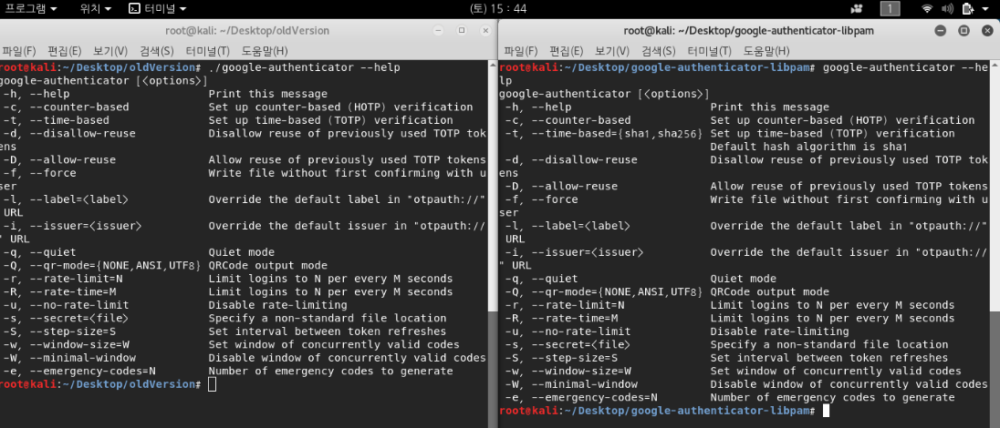 프로그램 위치 터미널 (토) 15 : 44 1
root@kali: ~/Desktop/oldVersion
파일(F) 편집(E) 보기(V) 검색(S) 터미널(T) 도움말(H)
root@kali:~/Desktop/oldVersion# ./google-authenticator --help
google-authenticator [<options>]
-h, --help Print this message
-c, --counter-based Set up counter-based (HOTP) verification
-t, --time-based Set up time-based (TOTP) verification
-d, --disallow-reuse Disallow reuse of previously used TOTP tok
ens
-D, --allow-reuse Allow reuse of previously used TOTP tokens
-f, --force Write file without first confirming with u
ser
-l, --label=<label> Override the default label in "otpauth://"
URL
-i, --issuer=<issuer> Override the default issuer in "otpauth://
" URL
-q, --quiet Quiet mode
-Q, --qr-mode={NONE,ANSI,UTF8} QRCode output mode
-r, --rate-limit=N Limit logins to N per every M seconds
-R, --rate-time=M Limit logins to N per every M seconds
-u, --no-rate-limit Disable rate-limiting
-s, --secret=<file> Specify a non-standard file location
-S, --step-size=S Set interval between token refreshes
-w, --window-size=W Set window of concurrently valid codes
-W, --minimal-window Disable window of concurrently valid codes
-e, --emergency-codes=N Number of emergency codes to generate
root@kali:~/Desktop/oldVersion#
root@kali: ~/Desktop/google-authenticator-libpam
파일(F) 편집(E) 보기(V) 검색(S) 터미널(T) 도움말(H)
root@kali:~/Desktop/google-authenticator-libpam# google-authenticator --he
lp
google-authenticator [<options>]
-h, --help Print this message
-c, --counter-based Set up counter-based (HOTP) verification
-t, --time-based={sha1,sha256} Set up time-based (TOTP) verification
Default hash algorithm is sha1
-d, --disallow-reuse Disallow reuse of previously used TOTP tok
ens
-D, --allow-reuse Allow reuse of previously used TOTP tokens
-f, --force Write file without first confirming with u
ser
-l, --label=<label> Override the default label in "otpauth://"
URL
-i, --issuer=<issuer> Override the default issuer in "otpauth://
" URL
-q, --quiet Quiet mode
-Q, --qr-mode={NONE,ANSI,UTF8} QRCode output mode
-r, --rate-limit=N Limit logins to N per every M seconds
-R, --rate-time=M Limit logins to N per every M seconds
-u, --no-rate-limit Disable rate-limiting
-s, --secret=<file> Specify a non-standard file location
-S, --step-size=S Set interval between token refreshes
-w, --window-size=W Set window of concurrently valid codes
-W, --minimal-window Disable window of concurrently valid codes
-e, --emergency-codes=N Number of emergency codes to generate
root@kali:~/Desktop/google-authenticator-libpam#